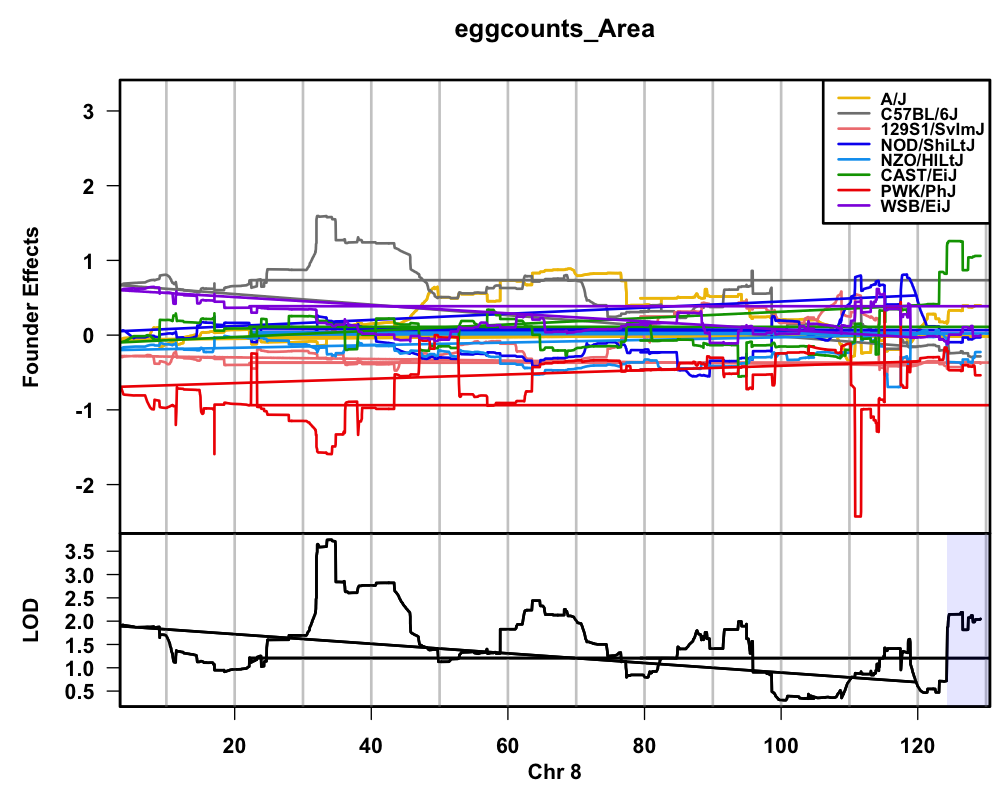 eggcounts_Area
A/J
C57BL/6J
129S1/SvImJ
NOD/ShiLtJ
NZO/HlLtJ
CAST/EiJ
PWK/PhJ
WSB/EiJ
Founder Effects
3
2
1
0
-1
-2
LOD
3.5
3.0
2.5
2.0
1.5
1.0
0.5
20 40 60 80 100 120
Chr 8